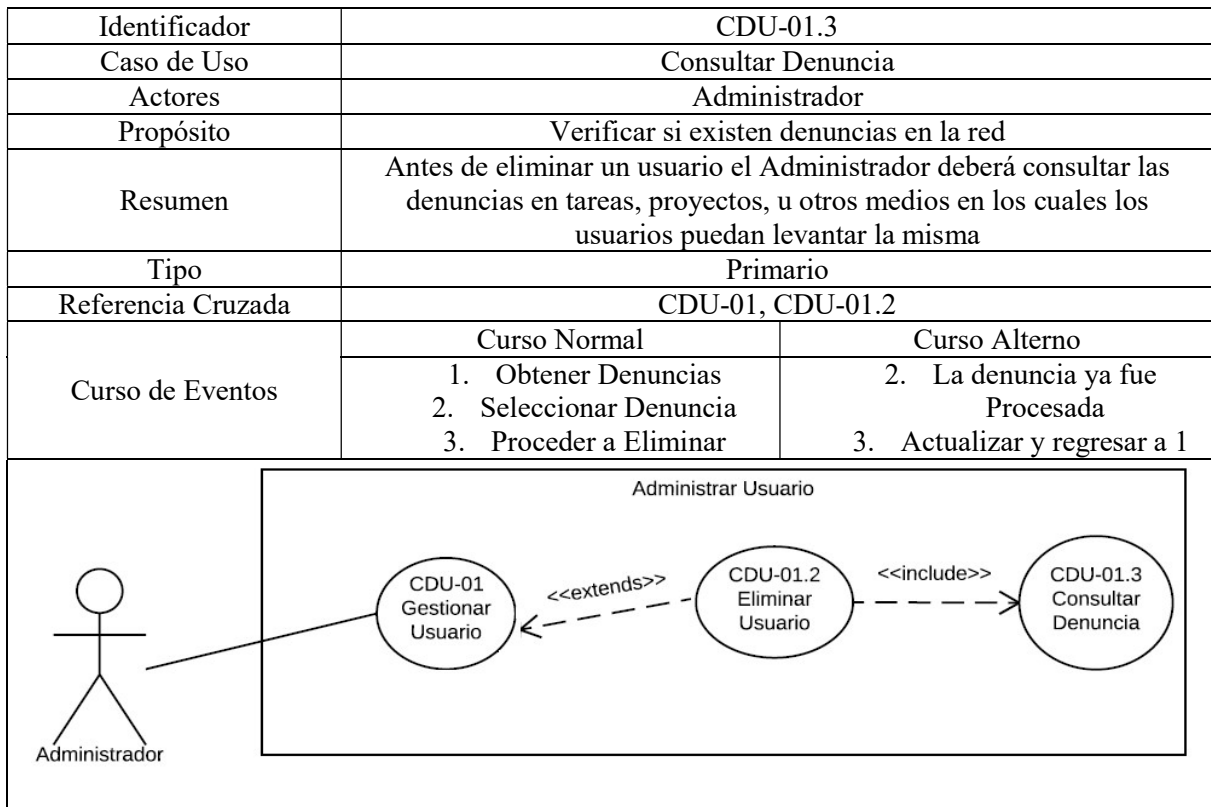 Identificador CDU-01.3
Caso de Uso Consultar Denuncia
Actores Administrador
Propósito Verificar si existen denuncias en la red
Resumen
Antes de eliminar un usuario el Administrador deberá consultar las
denuncias en tareas, proyectos, u otros medios en los cuales los
usuarios puedan levantar la misma
Tipo Primario
Referencia Cruzada CDU-01, CDU-01.2
Curso de Eventos
Curso Normal
1. Obtener Denuncias
2. Seleccionar Denuncia
3. Proceder a Eliminar
Curso Alterno
2. La denuncia ya fue
Procesada
3. Actualizar y regresar a 1
Administrar Usuario
Administrador
CDU-01
Gestionar
Usuario
<<extends>>
CDU-01.2
Eliminar
Usuario
<<include>>
CDU-01.3
Consultar
Denuncia